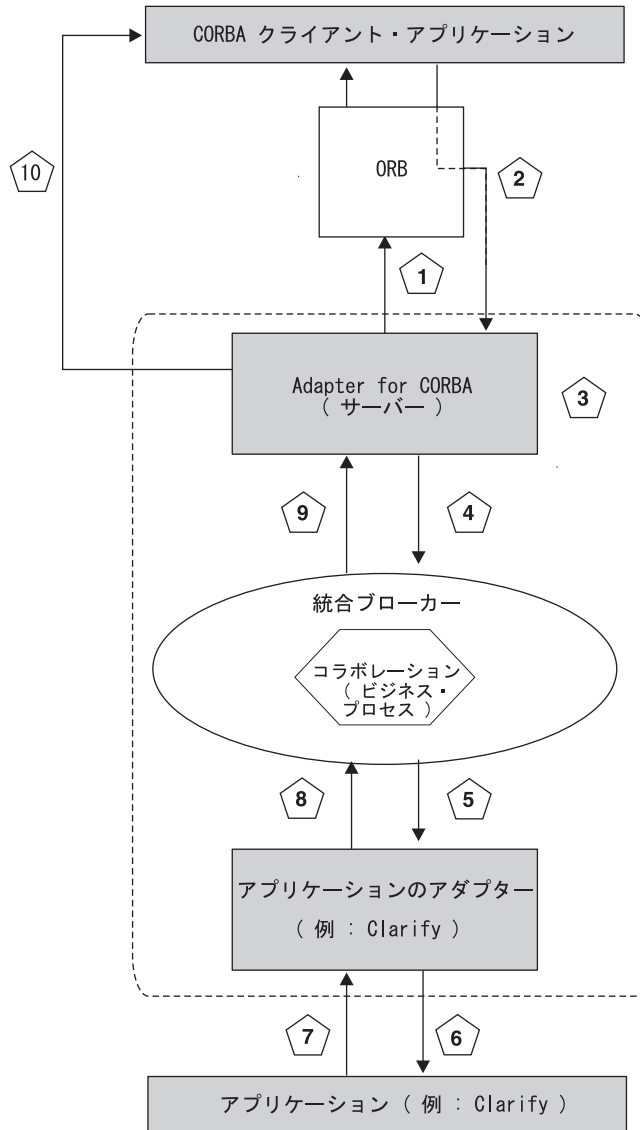 CORBA クライアント・アプリケーション
10
ORB
2
1
Adapter for CORBA
( サーバー )
3
9
4
統合ブローカー
コラボレーション
( ビジネス・
プロセス )
8
5
アプリケーションのアダプター
( 例 : Clarify )
7
6
アプリケーション ( 例 : Clarify )